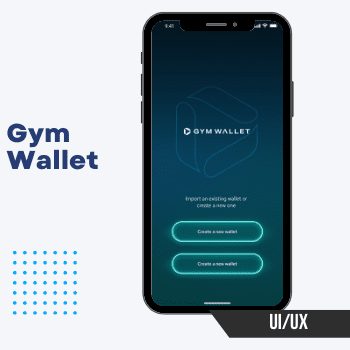 Gym
Wallet
9:41
GYM WALLET
Import an existing wallet or
create a new one
Create a new wallet
Create a new wallet
UI/UX